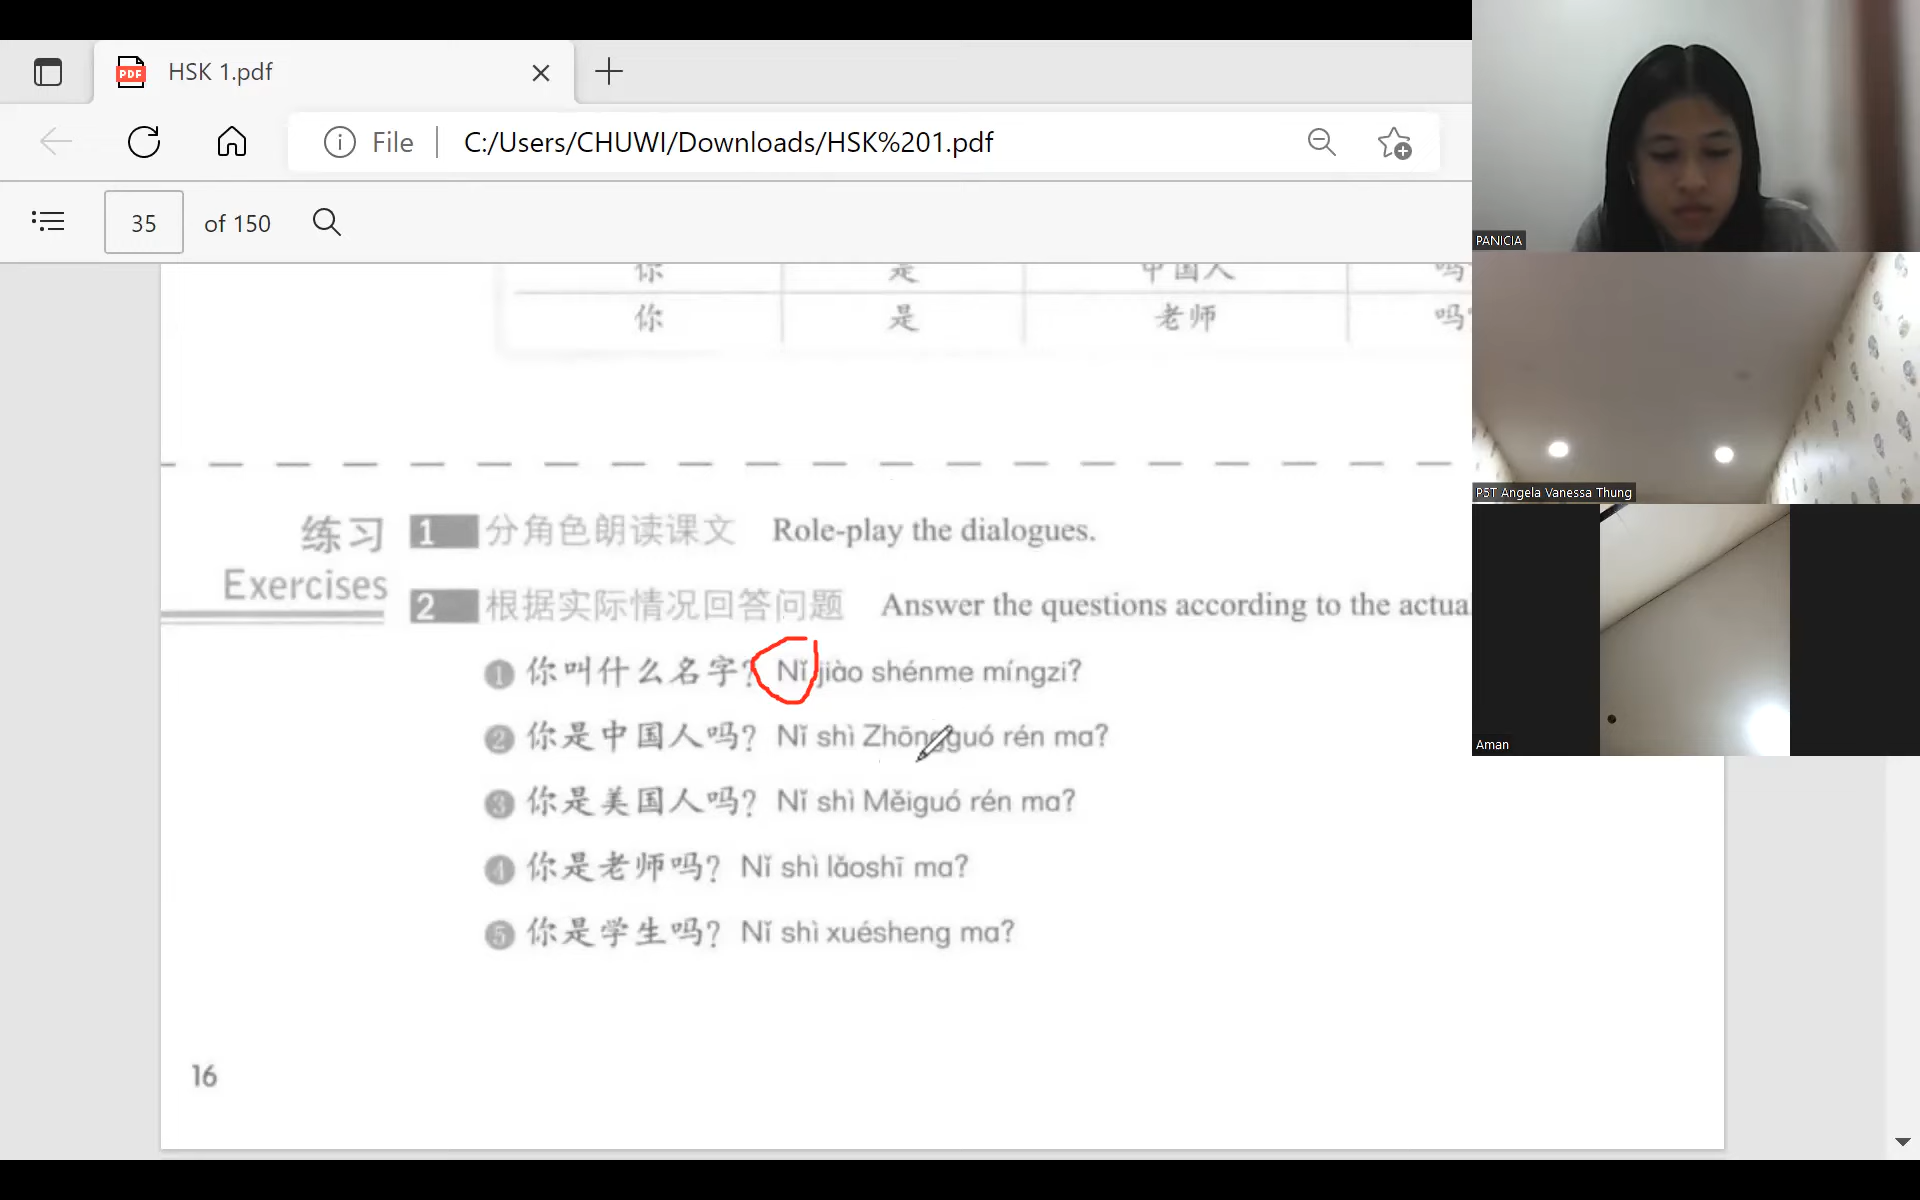 HSK 1.pdf
File C:/Users/CHUWI/Downloads/HSK%201.pdf
35 of 150
你 是 中国人 吗
你 是 老师 吗
练习 1 分角色朗读课文 Role-play the dialogues.
Exercises
2 根据实际情况回答问题 Answer the questions according to the actua
1 你叫什么名字? Nǐ jiào shénme míngzi?
2 你是中国人吗? Nǐ shì Zhōngguó rén ma?
3 你是美国人吗? Nǐ shì Měiguó rén ma?
4 你是老师吗? Nǐ shì lǎoshī ma?
5 你是学生吗? Nǐ shì xuésheng ma?
16
PANICIA
P5T Angela Vanessa Thung
Aman